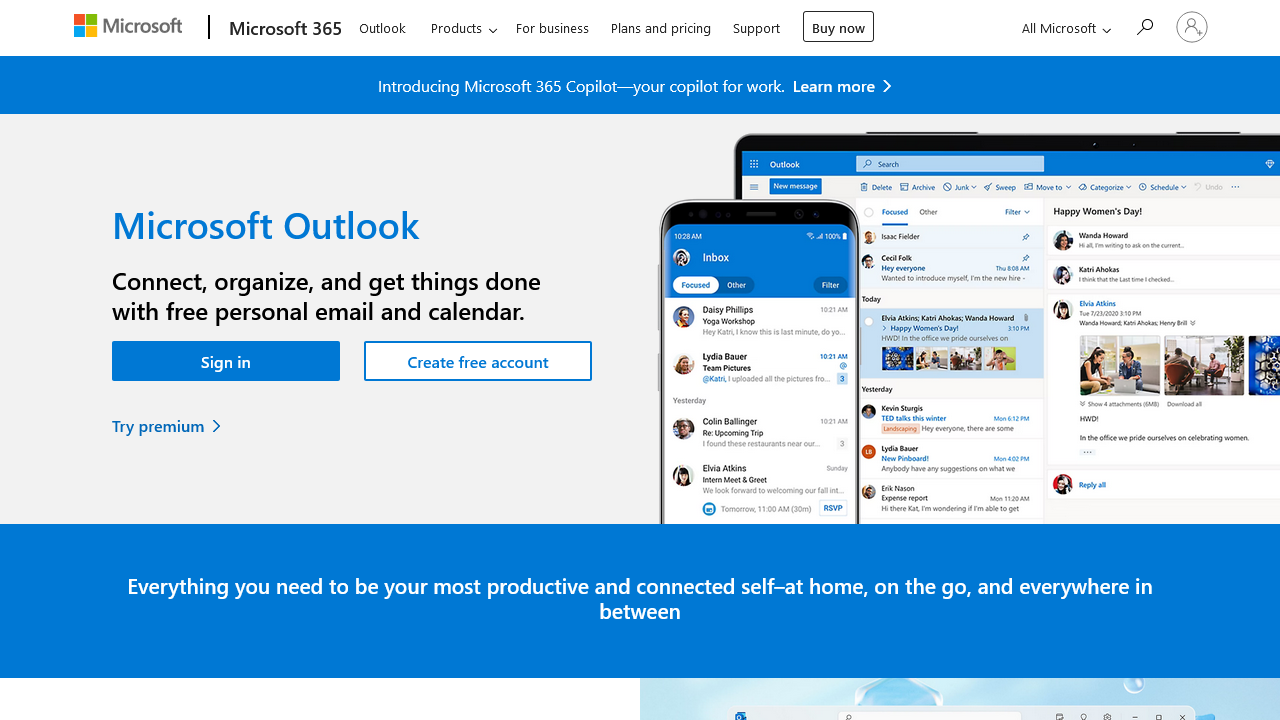 Microsoft
Microsoft 365
Outlook
Products
For business
Plans and pricing
Support
Buy now
All Microsoft
Introducing Microsoft 365 Copilot—your copilot for work. Learn more
Microsoft Outlook
Connect, organize, and get things done
with free personal email and calendar.
Sign in
Create free account
Try premium
10:28 AM
100%
Inbox
Focused
Other
Filter
Daisy Phillips 10:21 AM
Yoga Workshop
Hey Katri, I know this is last minute, do yo...
Lydia Bauer 10:21 AM
Team Pictures @
@Katri, I uploaded all the pictures fro... 3
Yesterday
Colin Ballinger 10:21 AM
Re: Upcoming Trip
I found these restaurants near our... 3
Elvia Atkins Sunday
Intern Meet & Greet
We look forward to welcoming our fall int...
Tomorrow, 11:00 AM (30m) RSVP
Outlook
Search
New message
Delete
Archive
Junk
Sweep
Move to
Categorize
Schedule
Undo
...
Focused
Other
Filter
Isaac Fielder
Cecil Folk
Hey everyone Thu 8:08 AM
Wanted to introduce myself, I'm the new hire -
Today
Elvia Atkins; Katri Ahokas; Wanda Howard
Happy Women's Day! 3:10 PM
HWD! In the office we pride ourselves on
Yesterday
Kevin Sturgis
TED talks this winter Mon 6:12 PM
Landscaping Hey everyone, there are some
LB
Lydia Bauer
New Pinboard! Mon 4:02 PM
Anybody have any suggestions on what we
Erik Nason
Expense report Mon 11:20 AM
Hi there Kat, I'm wondering if I'm able to get
Happy Women's Day!
Wanda Howard
Hi all, I'm writing to ask on the current..
Katri Ahokas
I think that the Last time I checked...
Elvia Atkins
Tue 7/23/2020 3:10 PM
Wanda Howard; Katri Ahokas; Henry Brill
Show 4 attachments (6MB) Download all
HWD!
In the office we pride ourselves on celebrating women.
...
Reply all
Everything you need to be your most productive and connected self–at home, on the go, and everywhere in
between